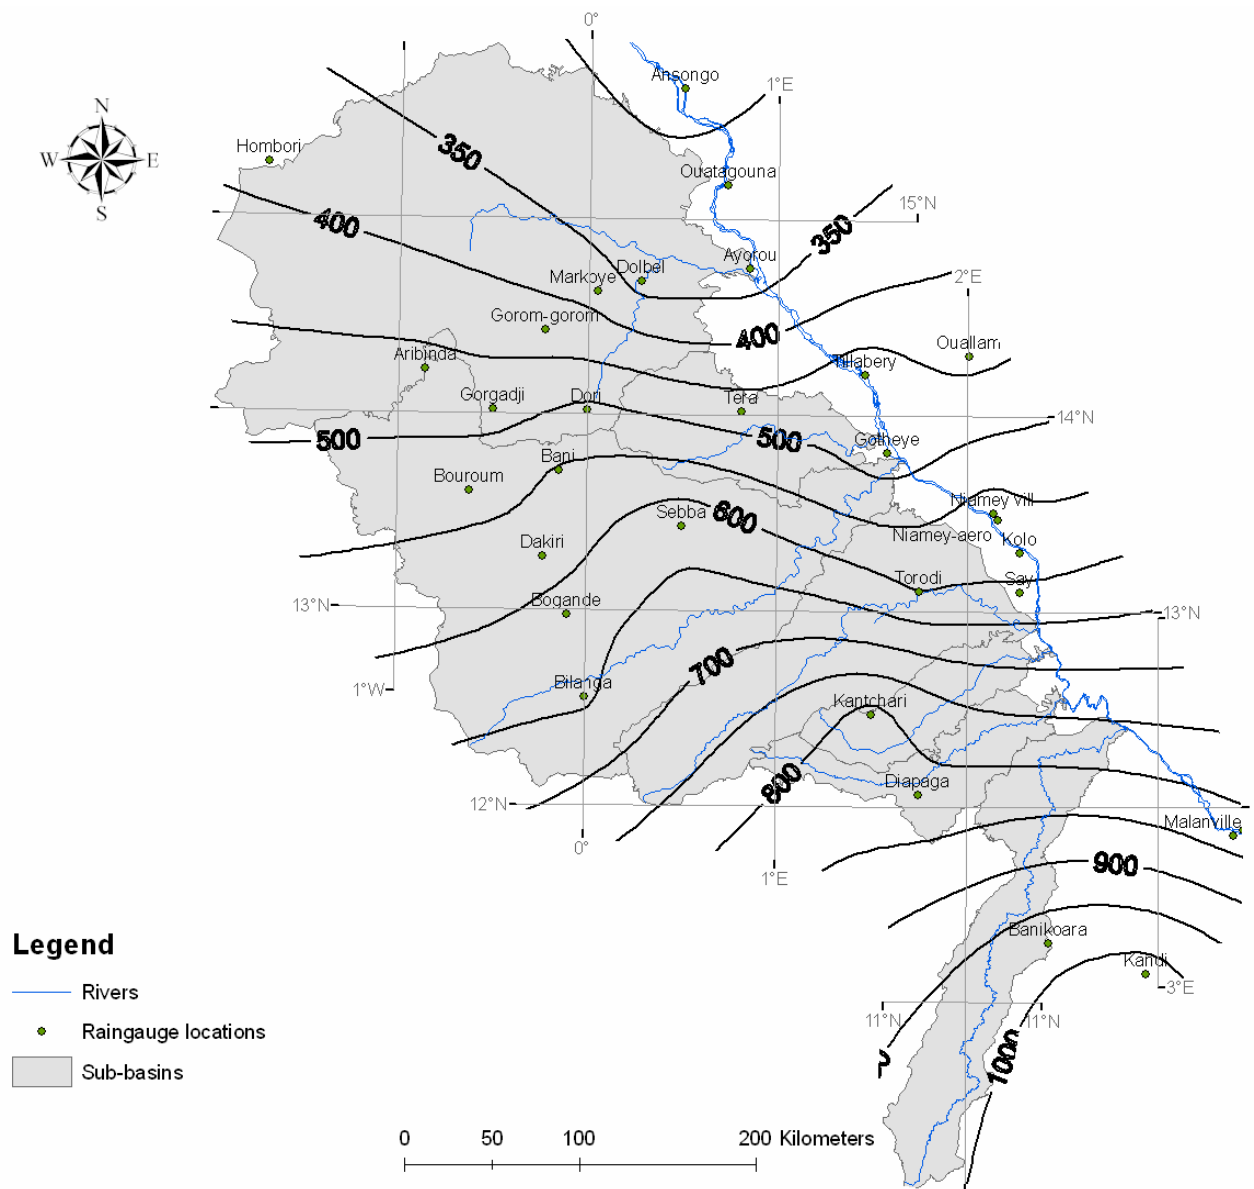 0°
Ansongo
1°E
N
W E
S
Hombori
350
Ouatagouna
15°N
400
350
Ayorou
Dolbel
Markoye
2°E
Gorom-gorom
400
Ouallam
Aribinda
Tillabery
Gorgadji
Dori
Tera
14°N
500
500
Gotheye
Bani
Bouroum
Niamey vill
Sebba
600
Niamey-aero
Kolo
Dakiri
Torodi
Say
13°N
Bogande
13°N
700
1°W
Bilanga
Kantchari
800
Diapaga
12°N
Malanville
0°
1°E
900
Banikoara
Legend
Kandi
3°E
Rivers
11°N
11°N
Raingauge locations
1000
Sub-basins
0 50 100 200 Kilometers